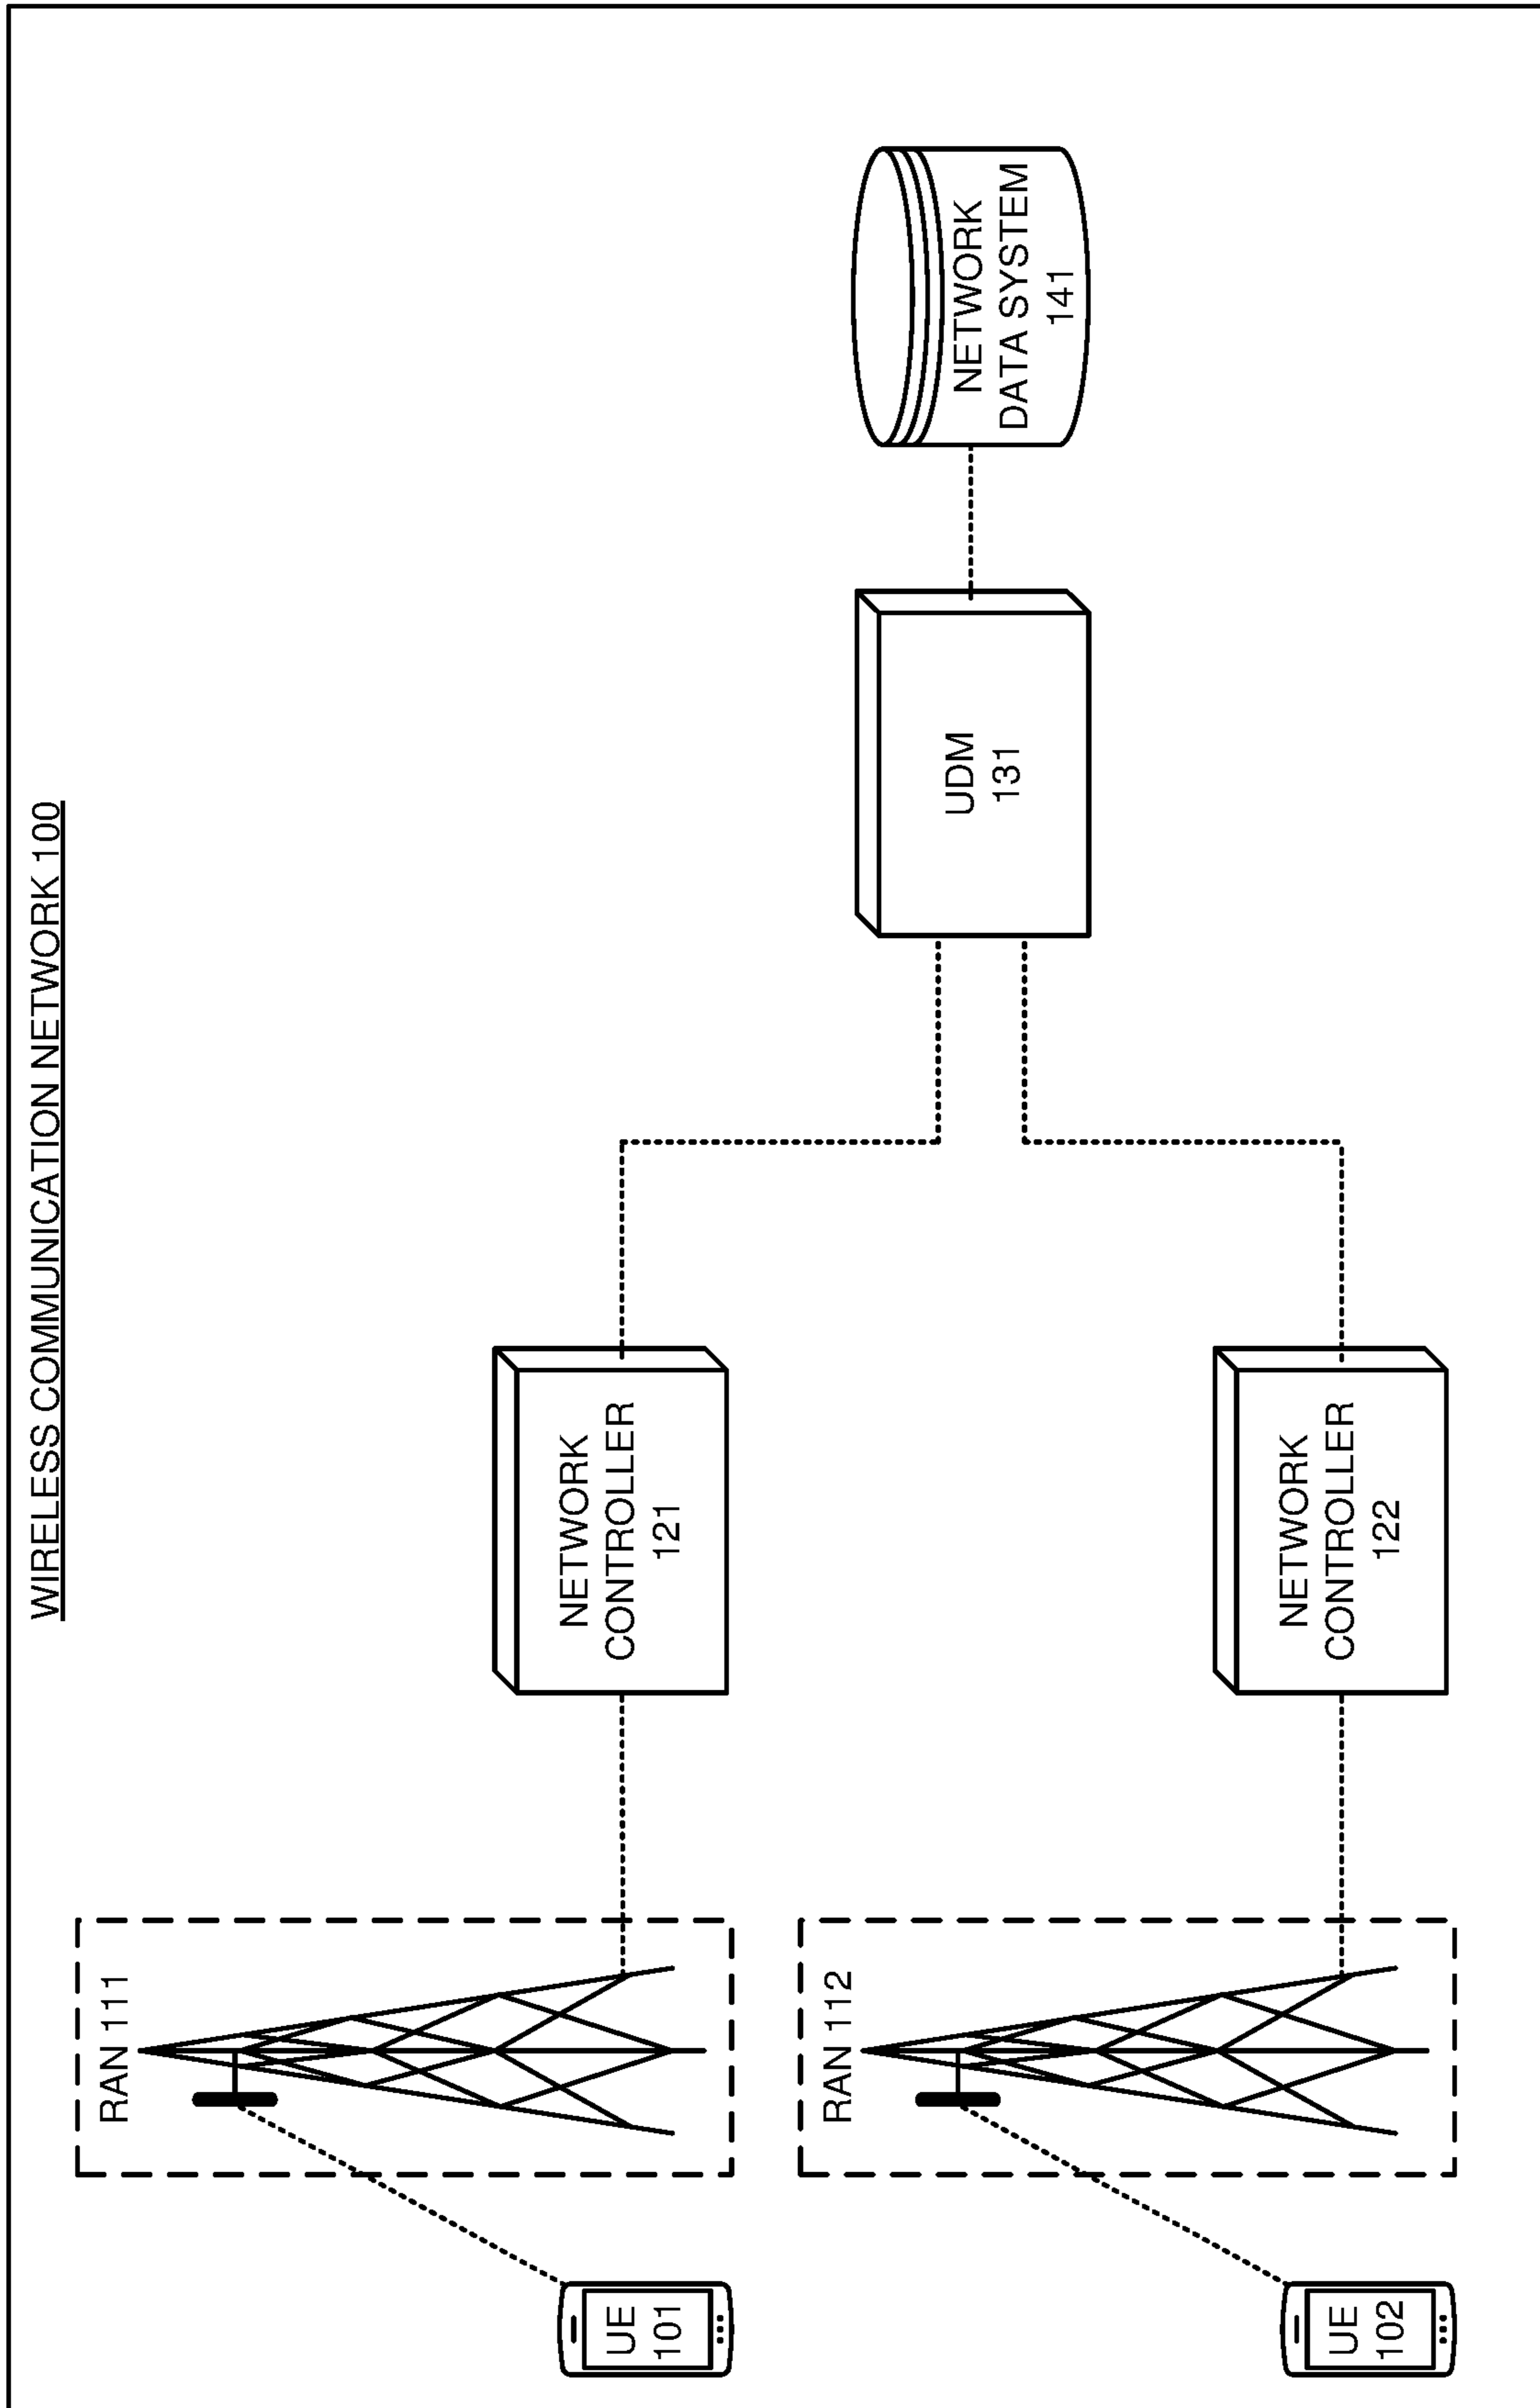 WIRELESS COMMUNICATION NETWORK 100
RAN 111
UE
101
NETWORK
CONTROLLER
121
UDM
131
NETWORK
DATA SYSTEM
141
RAN 112
UE
102
NETWORK
CONTROLLER
122